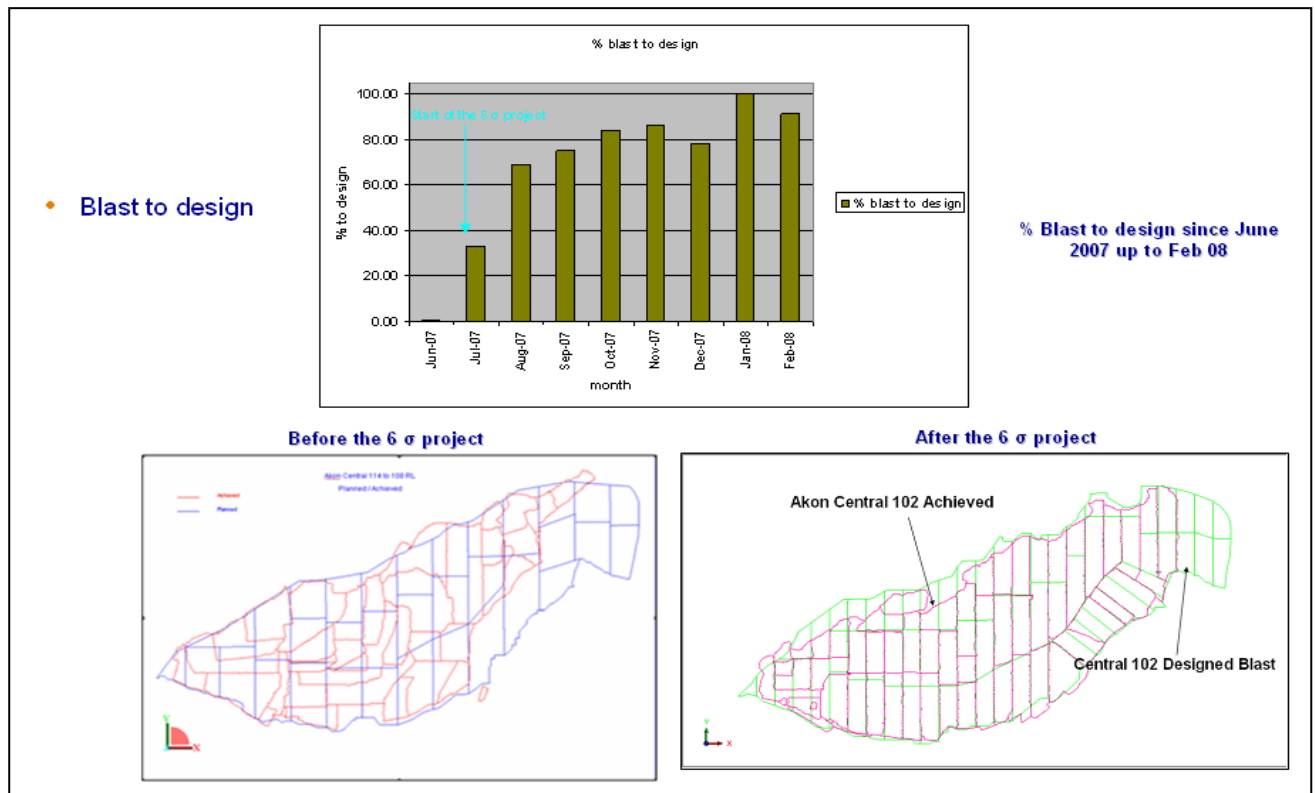 % blast to design
100.00
80.00
60.00
40.00
20.00
0.00
% to design
Start of the 6 σ project
Jun-07
Jul-07
Aug-07
Sep-07
Oct-07
Nov-07
Dec-07
Jan-08
Feb-08
month
% blast to design
• Blast to design
% Blast to design since June
2007 up to Feb 08
Before the 6 σ project
Akon Central 114 to 108 RL
Planned / Achieved
Achieved
Planned
Y
X
After the 6 σ project
Akon Central 102 Achieved
Central 102 Designed Blast
Y
X